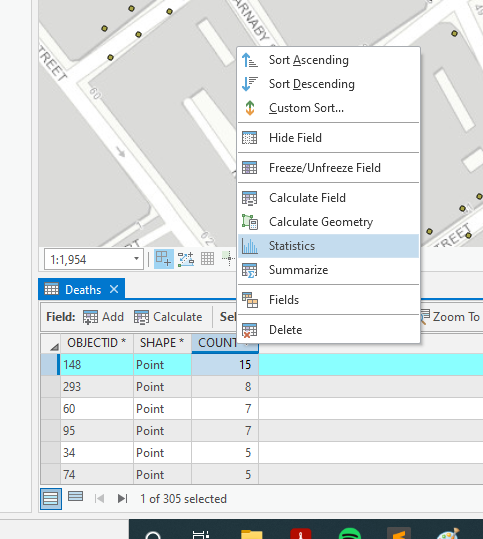 ARNABY S
49
STREET
60
62
REET
Sort Ascending
Sort Descending
Custom Sort...
Hide Field
Freeze/Unfreeze Field
Calculate Field
Calculate Geometry
Statistics
Summarize
Fields
Delete
1:1,954
Deaths
Field: Add Calculate Sel Zoom To
OBJECTID * SHAPE * COUNT
148 Point 15
293 Point 8
60 Point 7
95 Point 7
34 Point 5
74 Point 5
1 of 305 selected